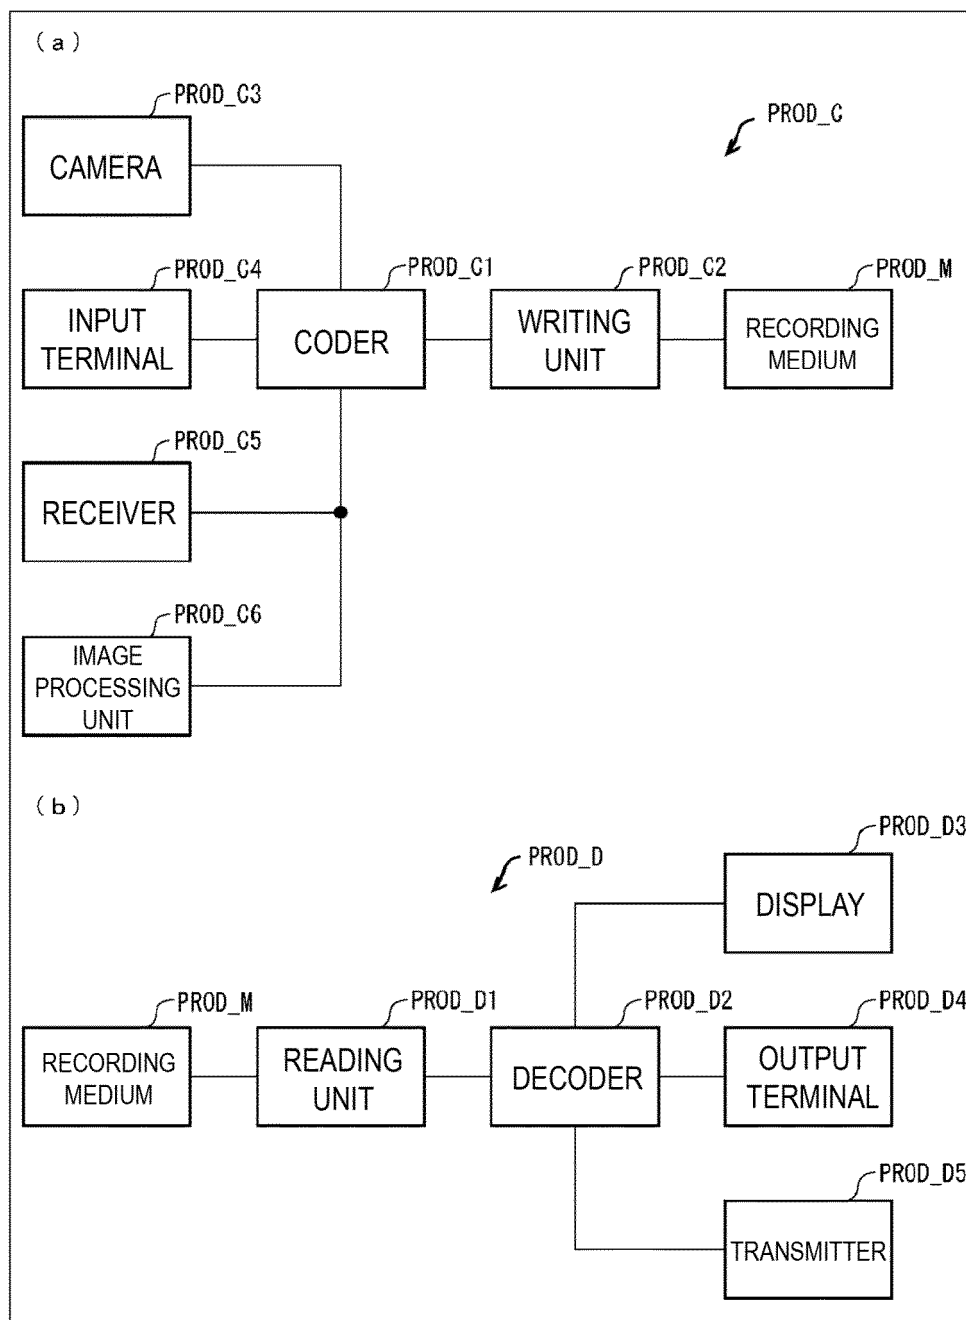 (a)
PROD_C3
PROD_C
CAMERA
PROD_C4
PROD_C1
PROD_C2
PROD_M
INPUT
TERMINAL
CODER
WRITING
UNIT
RECORDING
MEDIUM
PROD_C5
RECEIVER
PROD_C6
IMAGE
PROCESSING
UNIT
(b)
PROD_D3
PROD_D
DISPLAY
PROD_M
PROD_D1
PROD_D2
PROD_D4
RECORDING
MEDIUM
READING
UNIT
DECODER
OUTPUT
TERMINAL
PROD_D5
TRANSMITTER